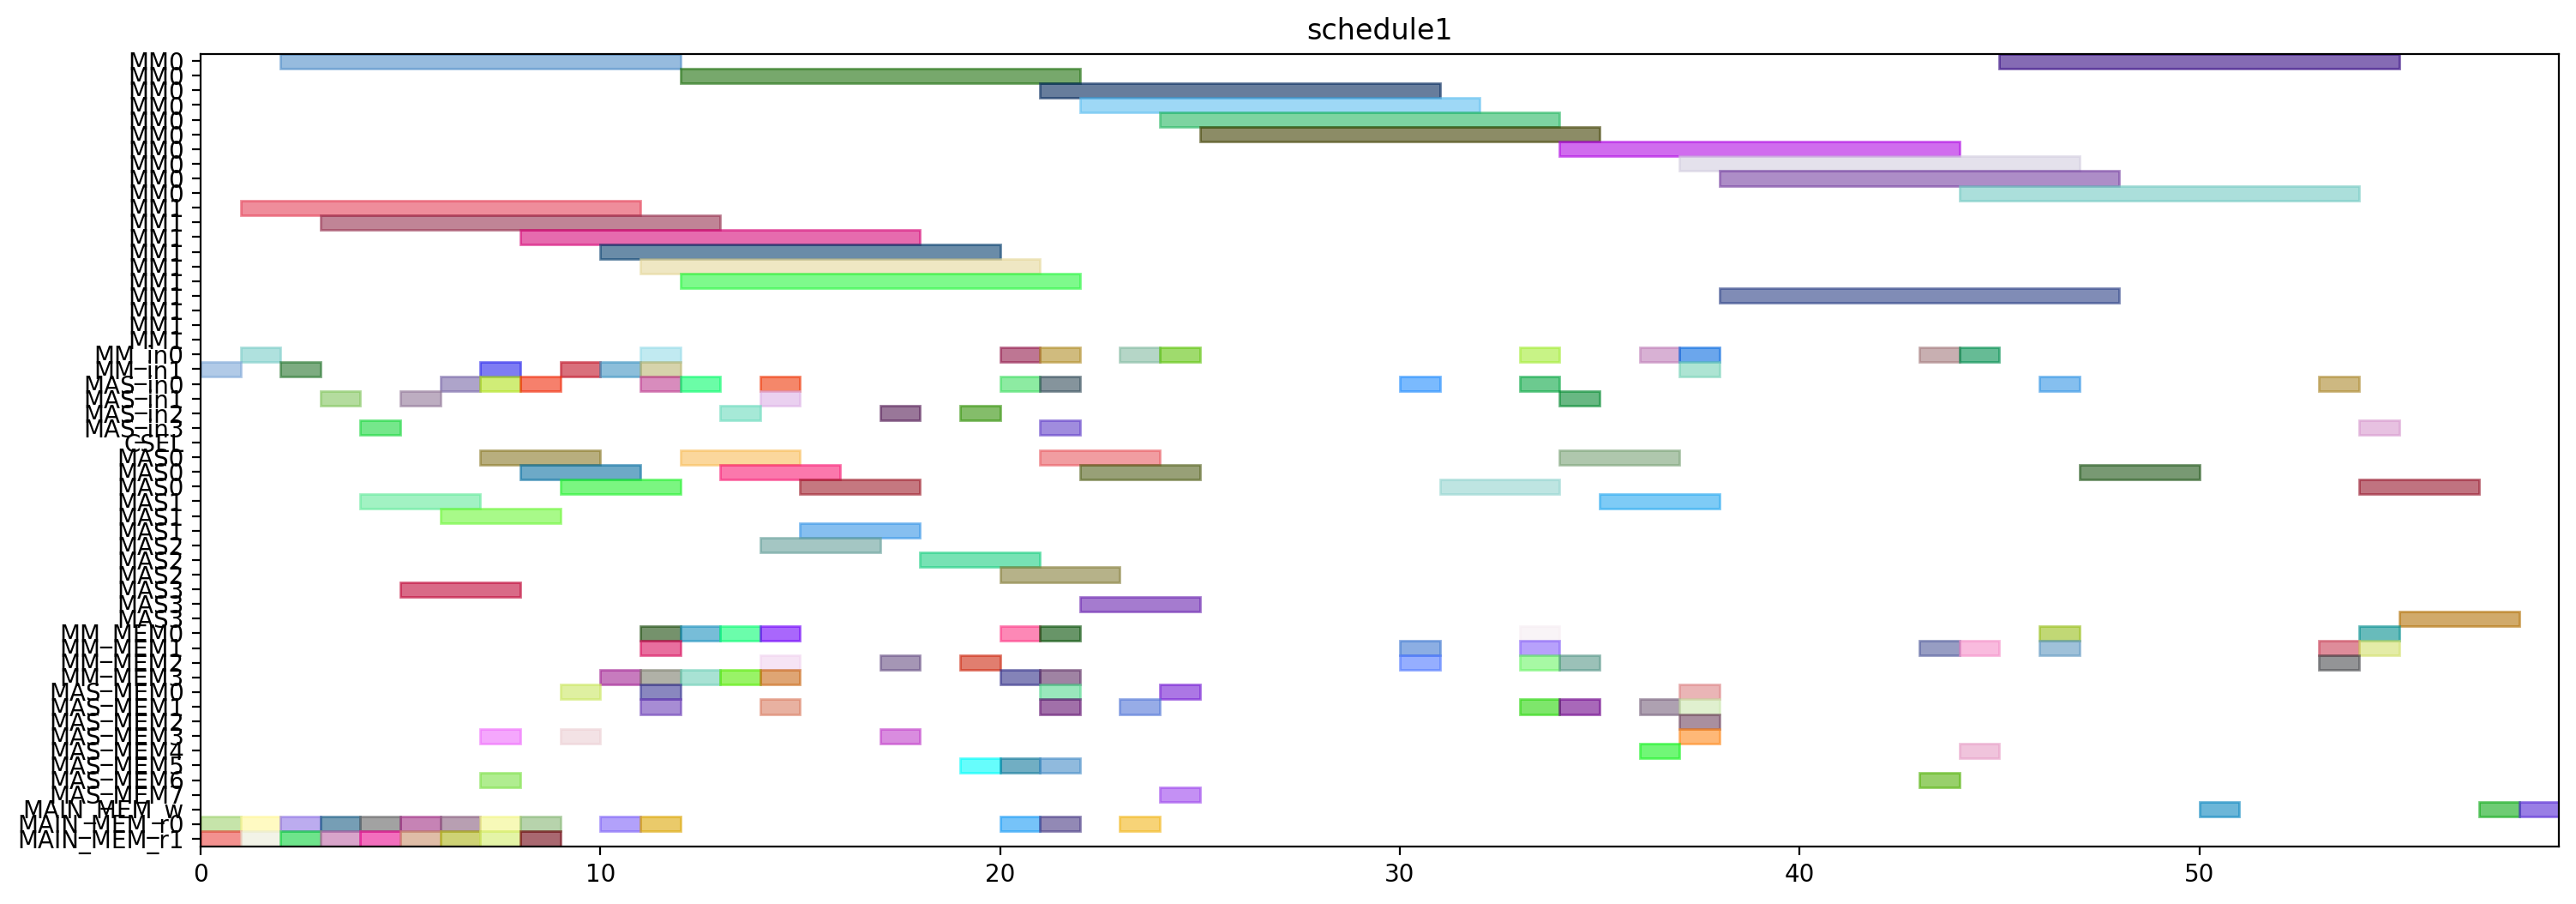 schedule1
MM0
MM0
MM0
MM0
MM0
MM0
MM0
MM0
MM0
MM0
MM1
MM1
MM1
MM1
MM1
MM1
MM1
MM1
MM1
MM1
MM_in0
MM_in1
MAS_in0
MAS_in1
MAS_in2
MAS_in3
CSEL
MAS0
MAS0
MAS0
MAS1
MAS1
MAS1
MAS2
MAS2
MAS2
MAS3
MAS3
MAS3
MM_MEM0
MM_MEM1
MM_MEM2
MM_MEM3
MAS_MEM0
MAS_MEM1
MAS_MEM2
MAS_MEM3
MAS_MEM4
MAS_MEM5
MAS_MEM6
MAS_MEM7
MAIN_MEM_w
MAIN_MEM_r0
MAIN_MEM_r1
0 10 20 30 40 50